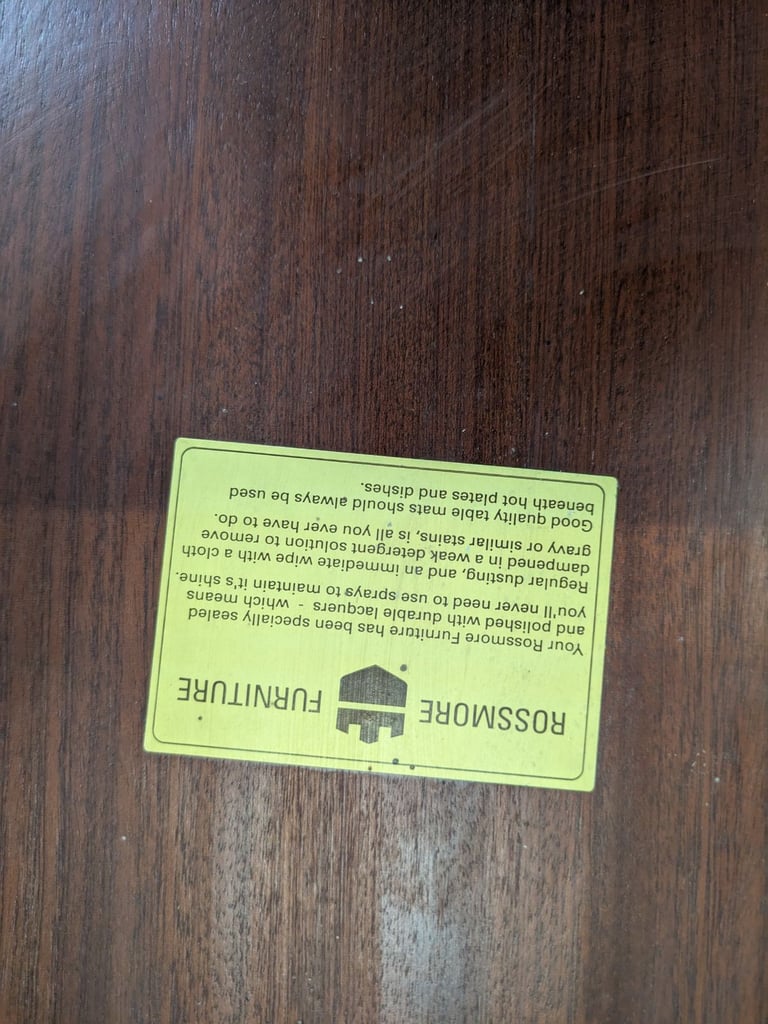 ROSSMORE FURNITURE
Your Rossmore Furniture has been specially sealed
and polished with durable lacquers - which means
you'll never need to use sprays to maintain it's shine.
Regular dusting, and an immediate wipe with a cloth
dampened in a weak detergent solution to remove
gravy or similar stains, is all you ever have to do.
Good quality table mats should always be used
beneath hot plates and dishes.